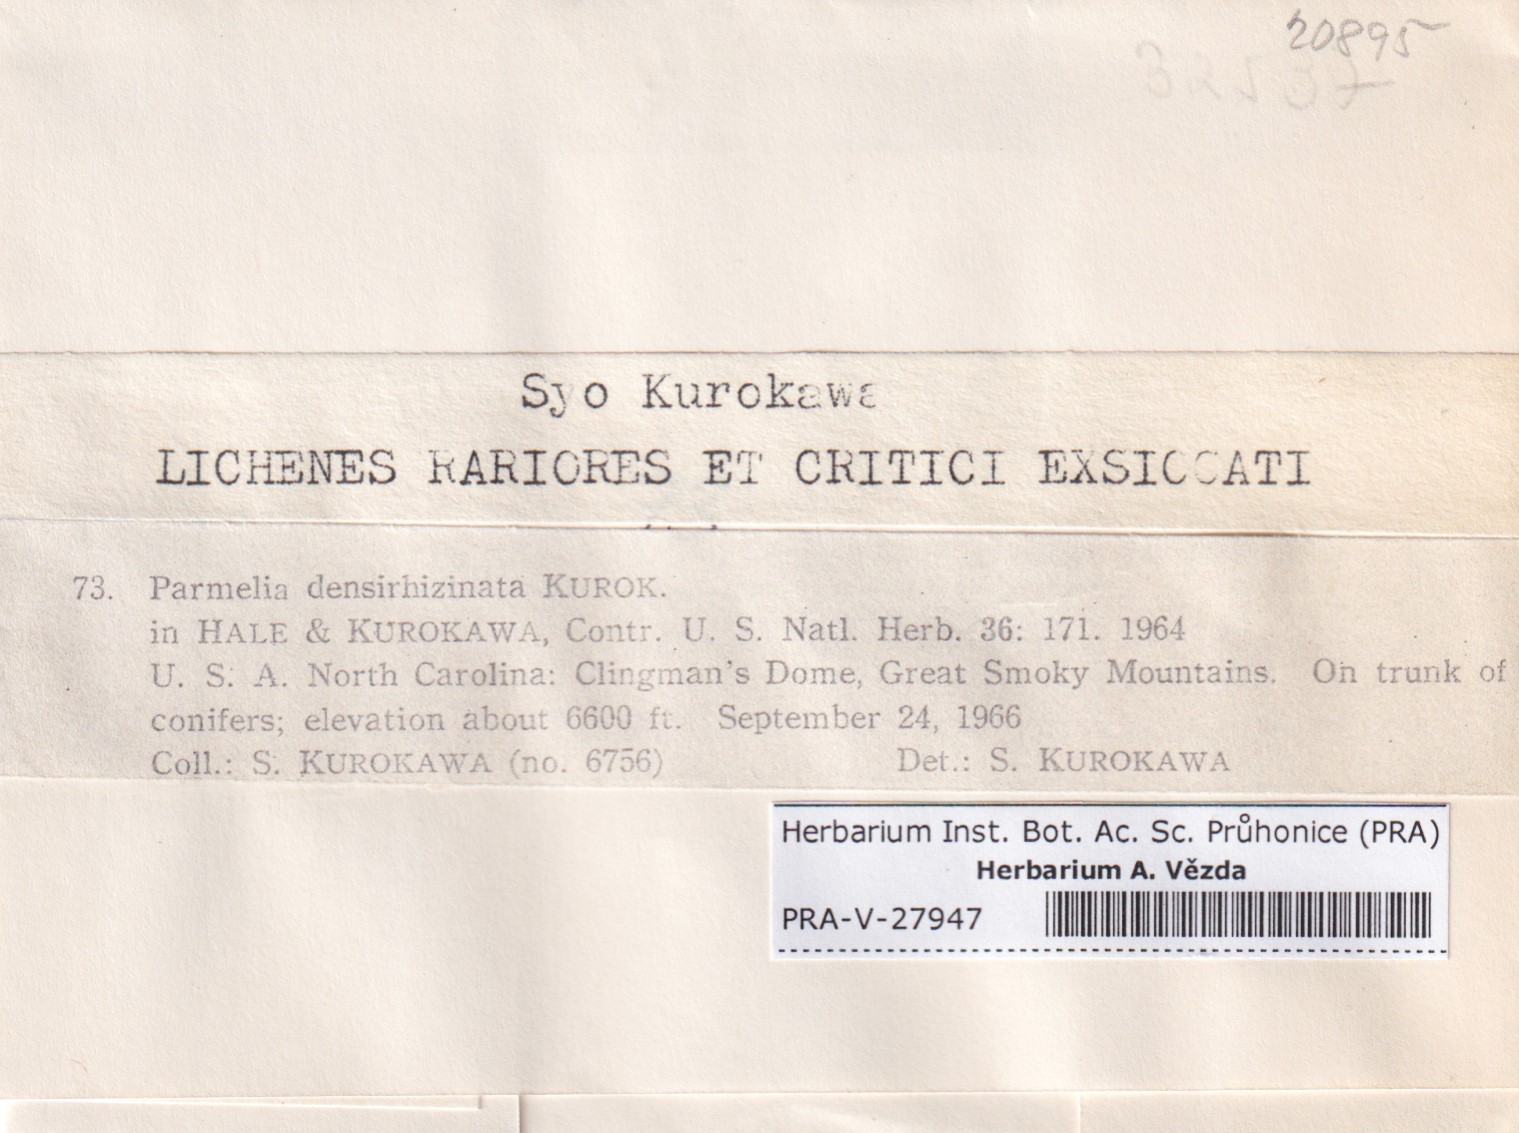 20895
32537
Syo Kurokawa
LICHENES RARIORES ET CRITICI EXSICCATI
73. Parmelia densirhizinata KUROK.
in HALE & KUROKAWA, Contr. U. S. Natl. Herb. 36: 171. 1964
U. S. A. North Carolina: Clingman's Dome, Great Smoky Mountains. On trunk of
conifers; elevation about 6600 ft. September 24, 1966
Coll.: S. KUROKAWA (no. 6756) Det.: S. KUROKAWA
Herbarium Inst. Bot. Ac. Sc. Průhonice (PRA)
Herbarium A. Vězda
PRA-V-27947